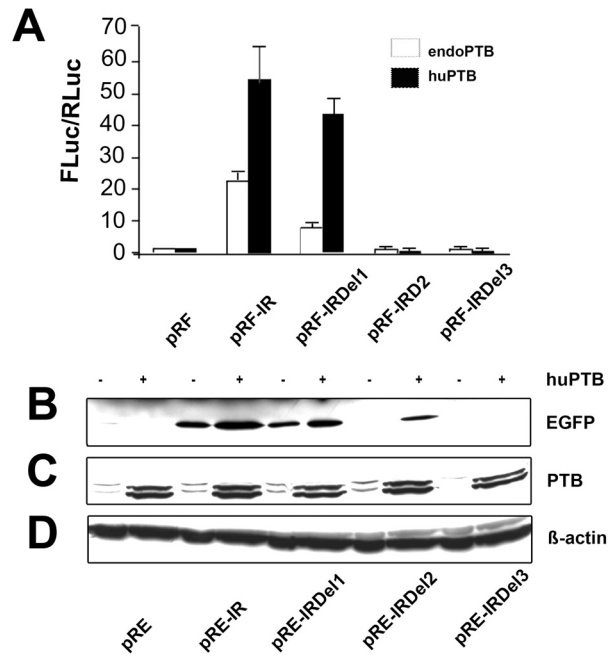 A
FLuc/RLuc
70
60
50
40
30
20
10
0
endoPTB
huPTB
pRF
pRF-IR
pRF-IRDel1
pRF-IRD2
pRF-IRDel3
- + - + - + - + - + huPTB
B EGFP
C PTB
D ß-actin
pRE
pRE-IR
pRE-IRDel1
pRE-IRDel2
pRE-IRDel3